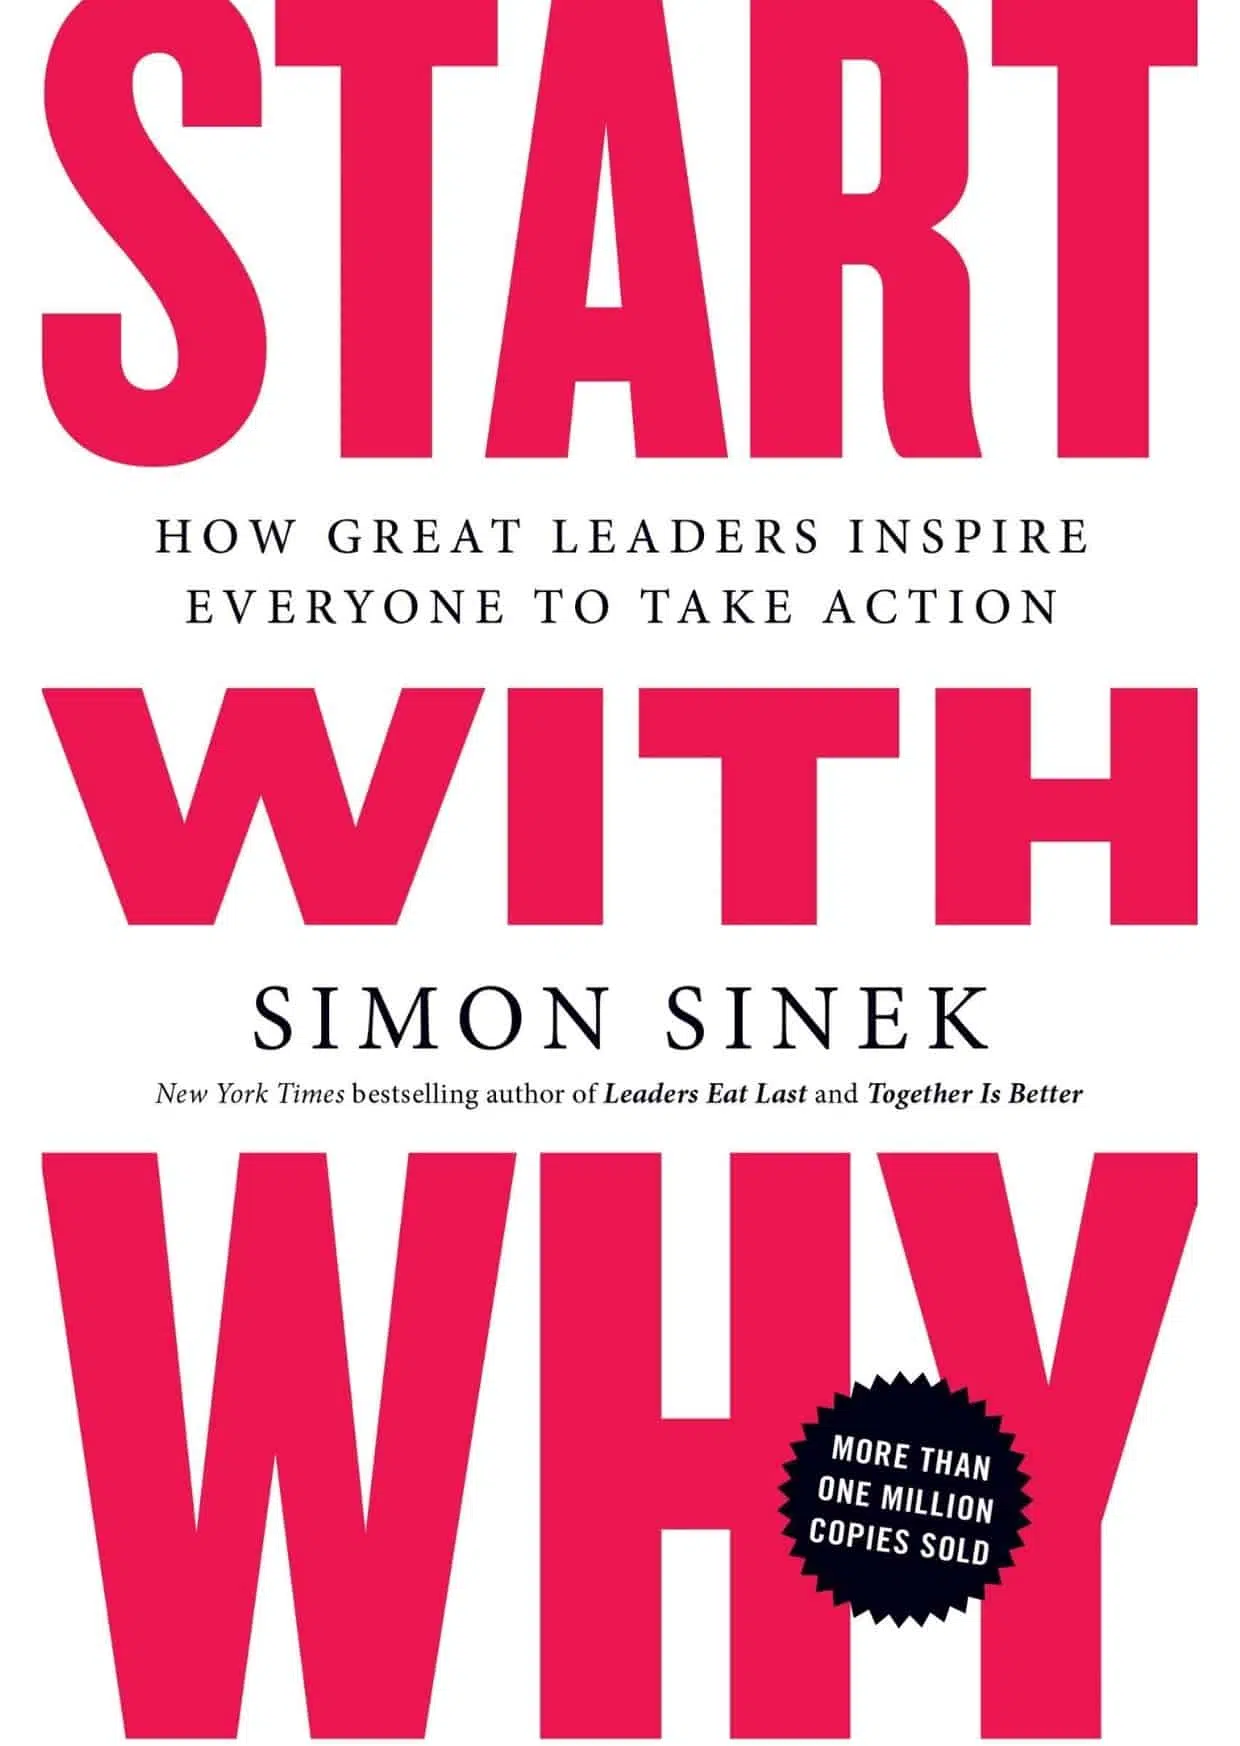 START
HOW GREAT LEADERS INSPIRE
EVERYONE TO TAKE ACTION
WITH
SIMON SINEK
New York Times bestselling author of Leaders Eat Last and Together Is Better
WHY
MORE THAN
ONE MILLION
COPIES SOLD